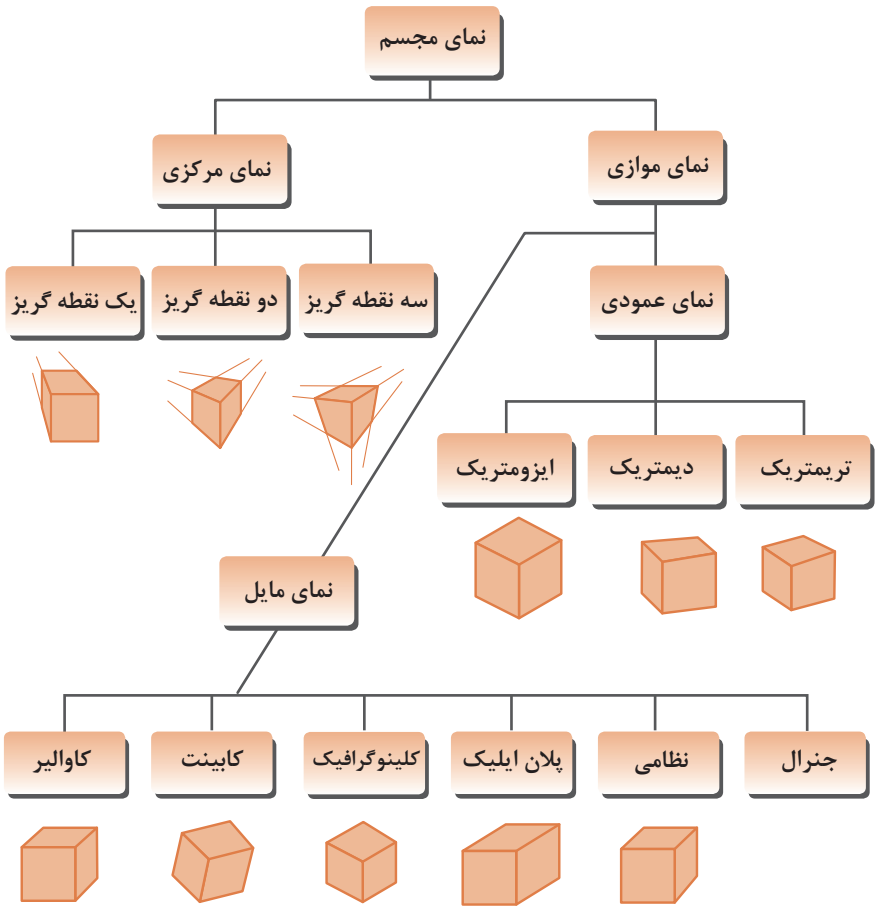 نمای مجسم
نمای موازی
نمای مرکزی
نمای عمودی
سه نقطه گریز
دو نقطه گریز
یک نقطه گریز
تریمتریک
دیمتریک
ایزومتریک
نمای مایل
جنرال
نظامی
پلان ایلیک
کلینوگرافیک
کابینت
کاوالیر